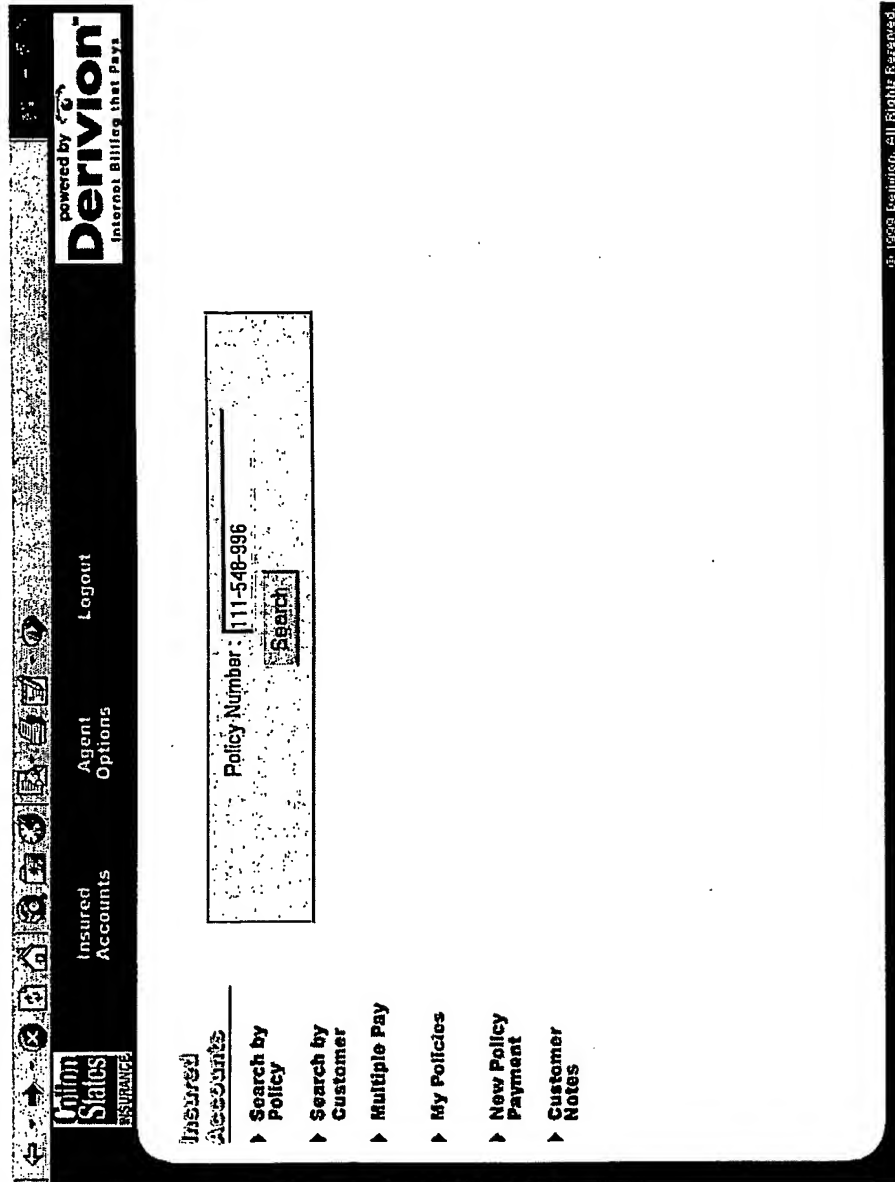 Cotton
States
INSURANCE
Insured
Accounts
Agent
Options
Logout
powered by
Derivion
Internet Billing that Pays
Insured
Accounts
Search by
Policy
Search by
Customer
Multiple Pay
My Policies
New Policy
Payment
Customer
Notes
Policy Number: 111-548-996
Search
© 1999 Derivion. All Rights Reserved.